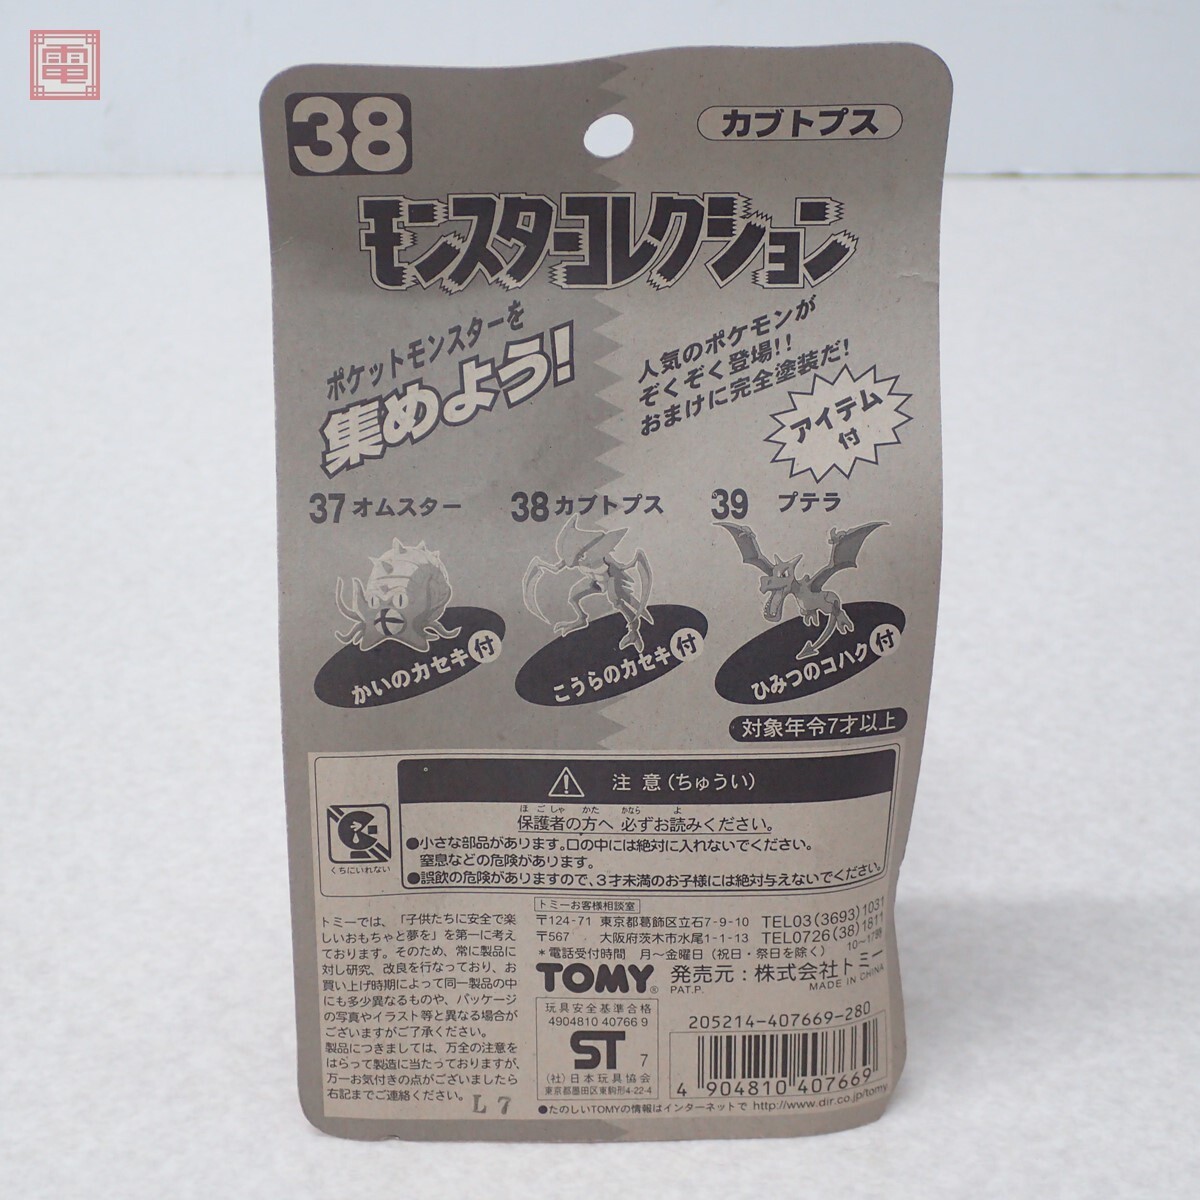 電
38
カブトプス
モンスターコレクション
ポケットモンスターを
集めよう!
人気のポケモンが
ぞくぞく登場!!
おまけに完全塗装だ!
アイテム
付
37 オムスター
38 カブトプス
39 プテラ
かいのカセキ付
こうらのカセキ付
ひみつのコハク付
対象年令7才以上
注意(ちゅうい)
ほごしゃ かた かなら よ
保護者の方へ 必ずお読みください。
●小さな部品があります。口の中には絶対に入れないでください。
窒息などの危険があります。
●誤飲の危険がありますので、3才未満のお子様には絶対与えないでください。
くちにいれない
トミーでは、「子供たちに安全で楽
しいおもちゃと夢を」を第一に考え
ております。そのため、常に製品に
対し研究、改良を行なっており、お
買い上げ時期によって同一製品の中
にも多少異なるものや、パッケージ
の写真やイラスト等と異なる場合が
ございますがご了承ください。
製品につきましては、万全の注意を
はらって製造に当たっておりますが、
万一お気付きの点がございましたら
右記までご連絡ください。
L 7
トミーお客様相談室
〒124-71 東京都葛飾区立石7-9-10 TEL03(3693)1031
〒567 大阪府茨木市水尾1-1-13 TEL0726(38)1811
*電話受付時間 月〜金曜日(祝日・祭日を除く) 10〜17時
TOMY® 発売元:株式会社トミー
PAT.P. MADE IN CHINA
玩具安全基準合格
4904810 40766 9
ST 7
(社)日本玩具協会
東京都墨田区東駒形4-22-4
205214-407669-280
4 904810 407669
●たのしいTOMYの情報はインターネットで http://www.dir.co.jp/tomy